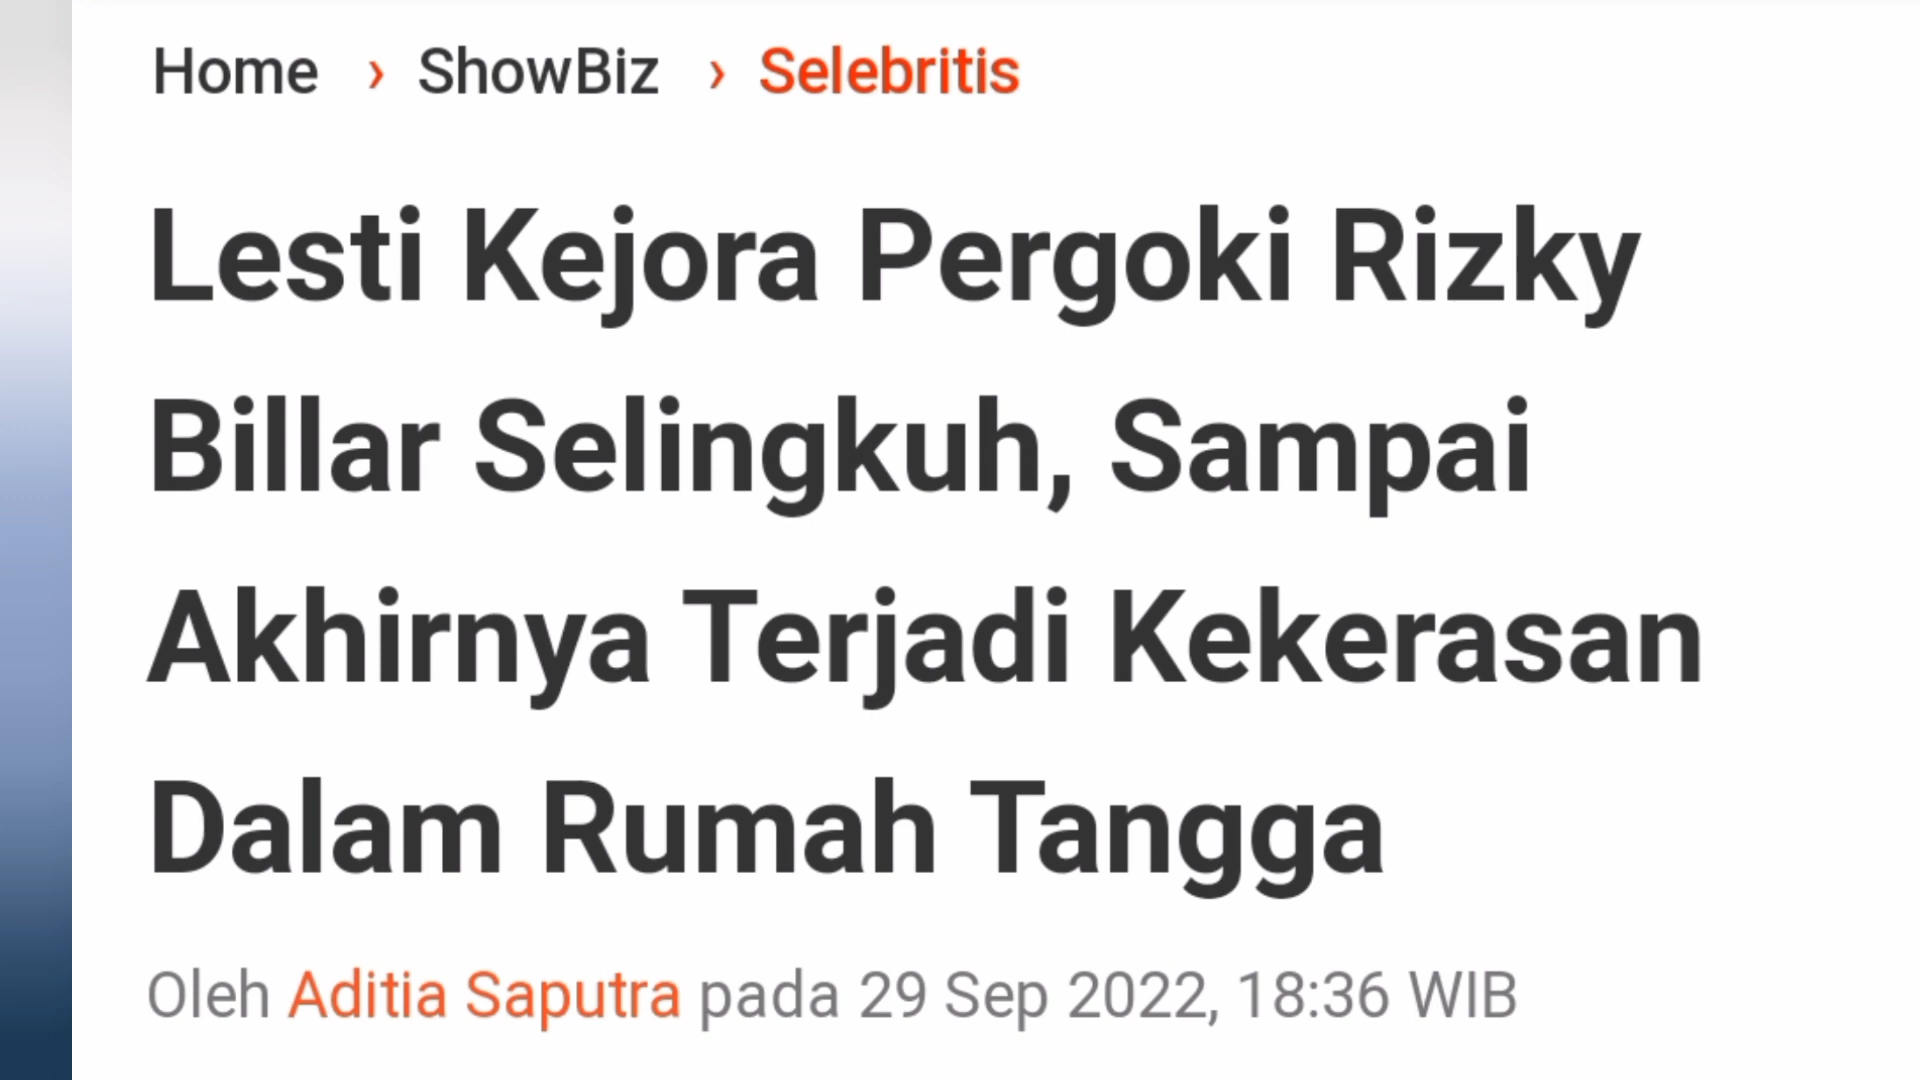 Home › ShowBiz › Selebritis
Lesti Kejora Pergoki Rizky
Billar Selingkuh, Sampai
Akhirnya Terjadi Kekerasan
Dalam Rumah Tangga
Oleh Aditia Saputra pada 29 Sep 2022, 18:36 WIB